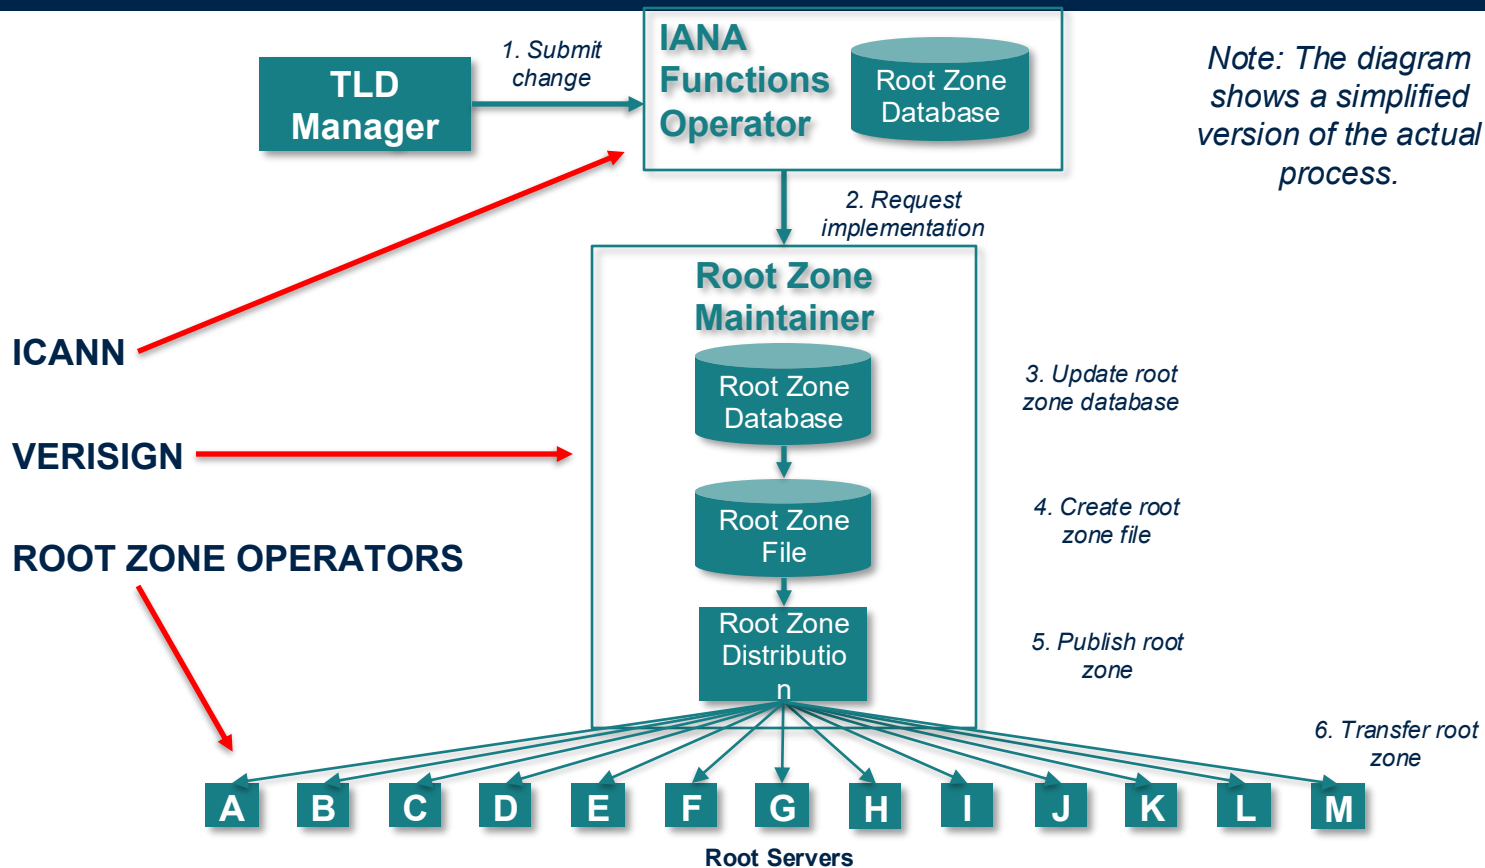 TLD
Manager
1. Submit
change
IANA
Functions
Operator
Root Zone
Database
Note: The diagram
shows a simplified
version of the actual
process.
2. Request
implementation
Root Zone
Maintainer
ICANN
Root Zone
Database
3. Update root
zone database
VERISIGN
Root Zone
File
4. Create root
zone file
ROOT ZONE OPERATORS
Root Zone
Distributio
n
5. Publish root
zone
6. Transfer root
zone
A B C D E F G H I J K L M
Root Servers